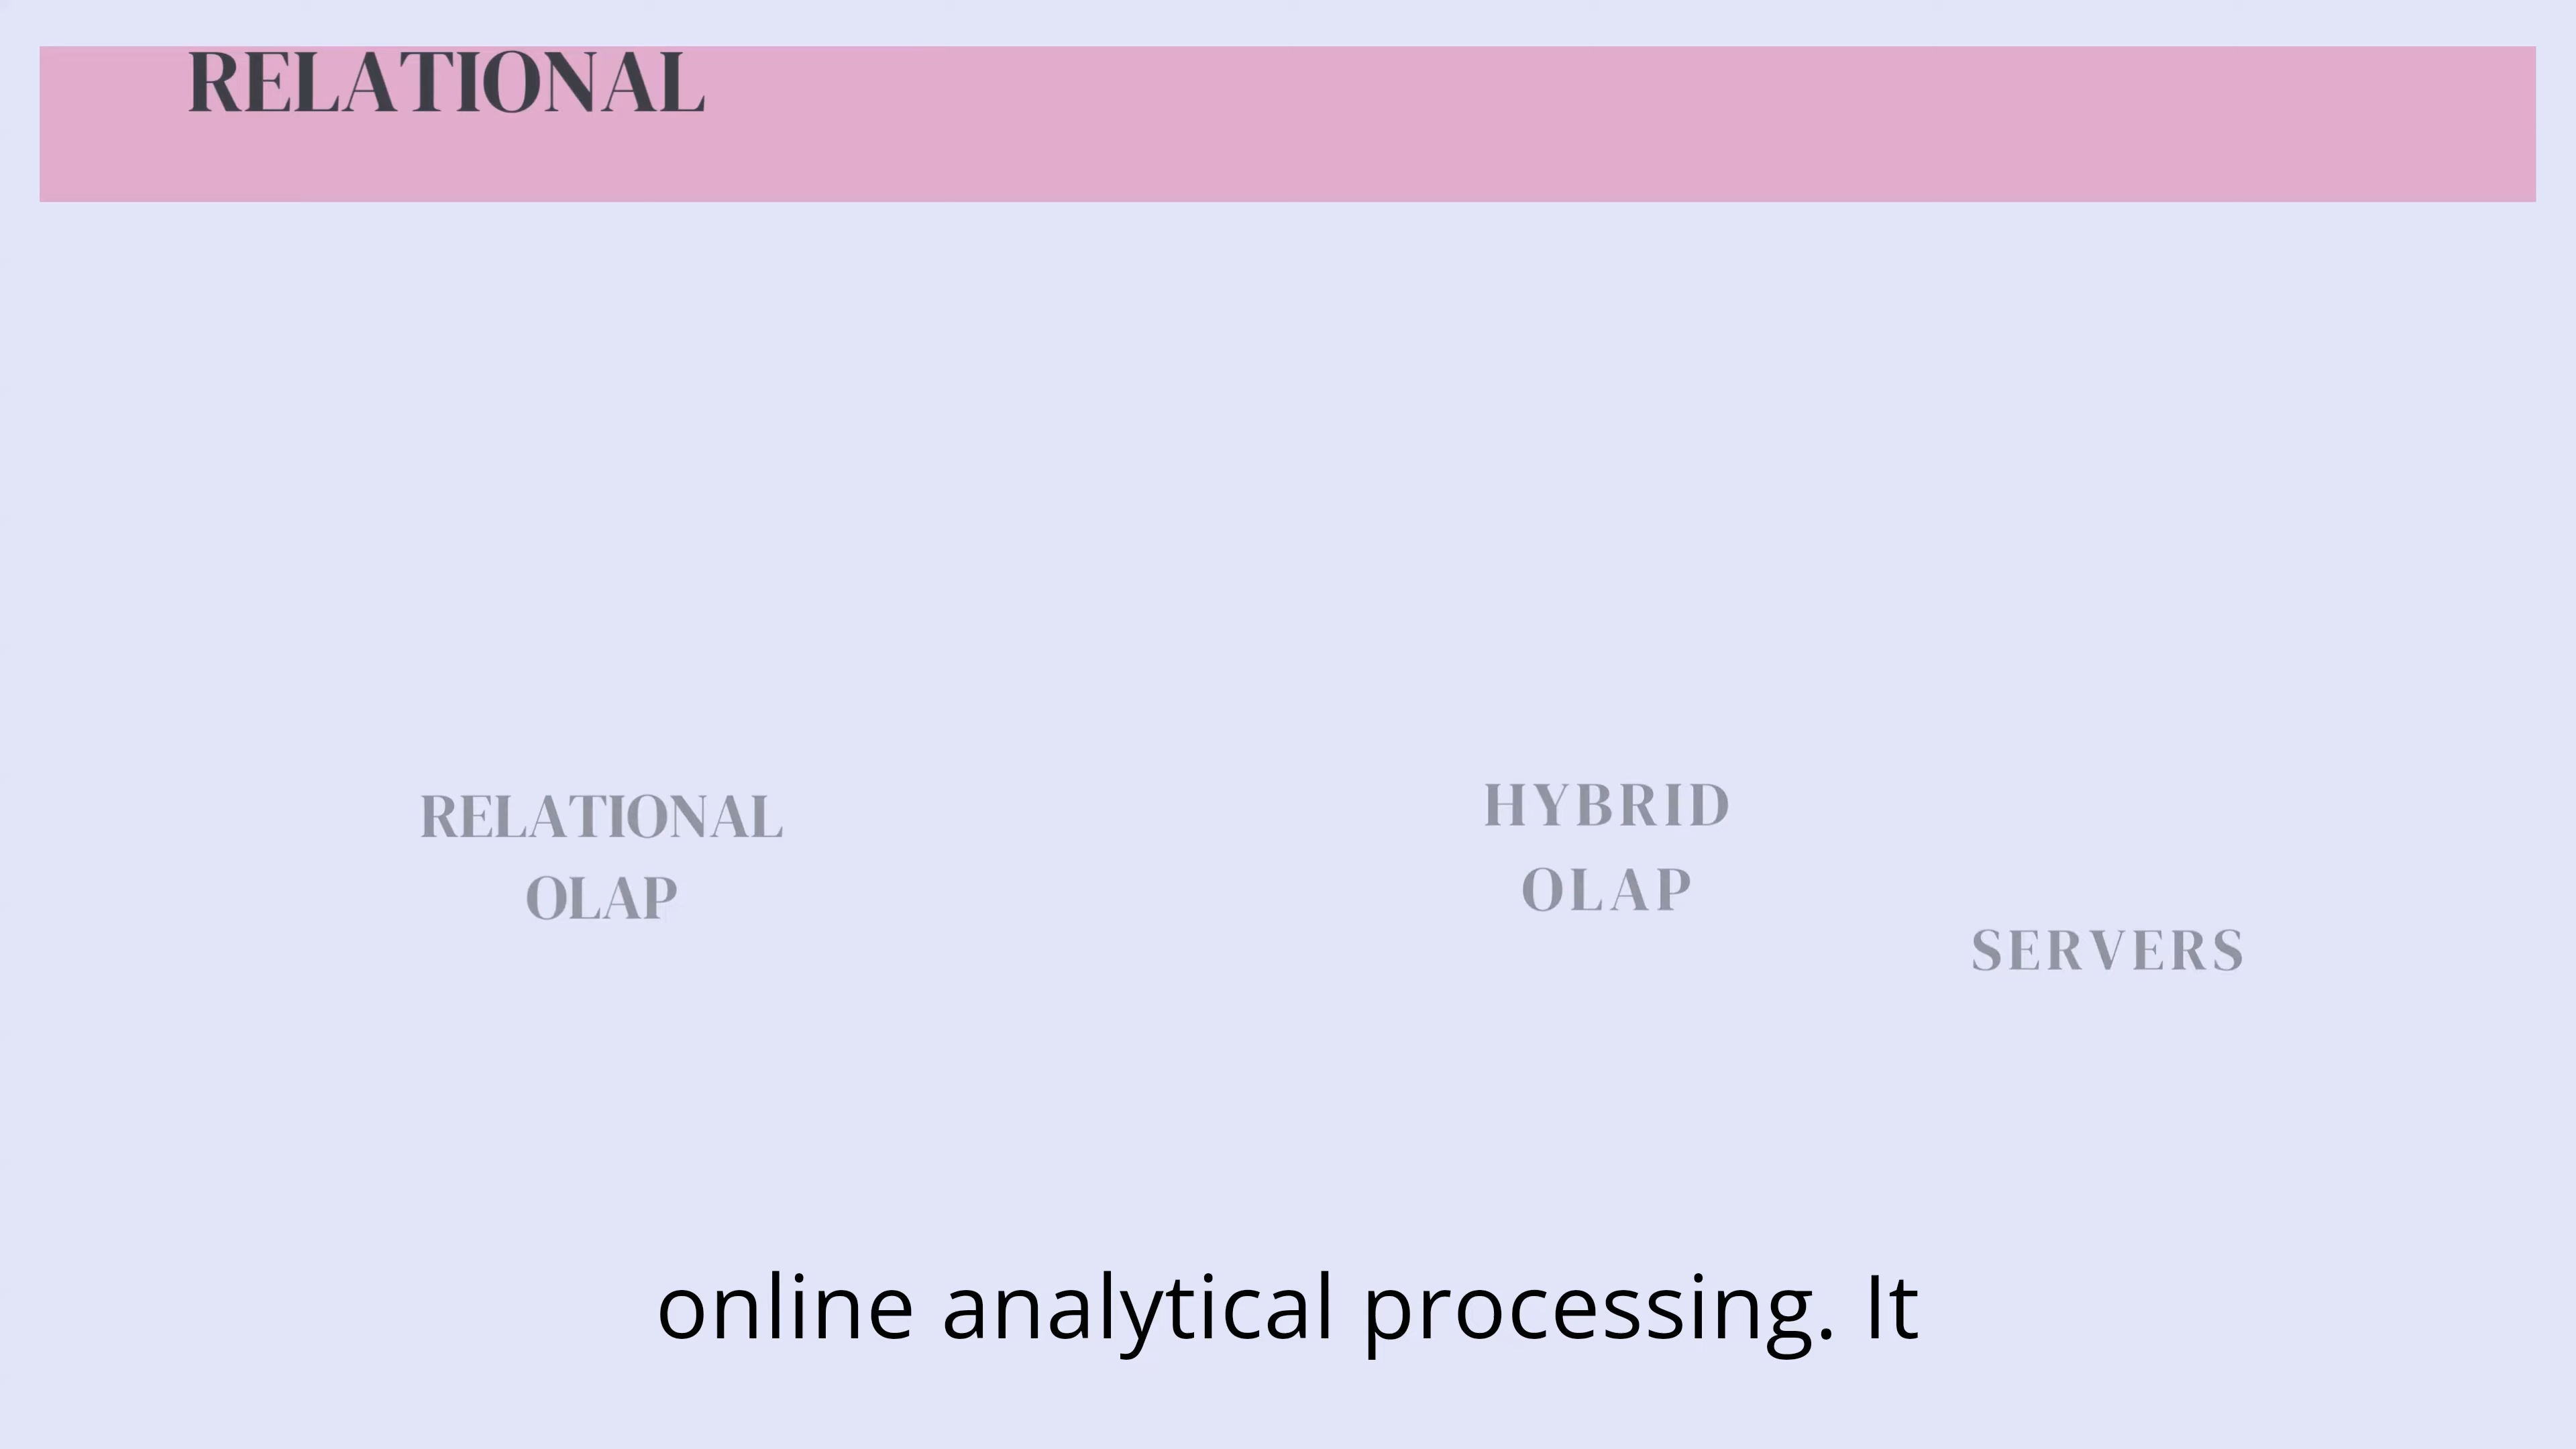 RELATIONAL
RELATIONAL
OLAP
HYBRID
OLAP
SERVERS
online analytical processing. It